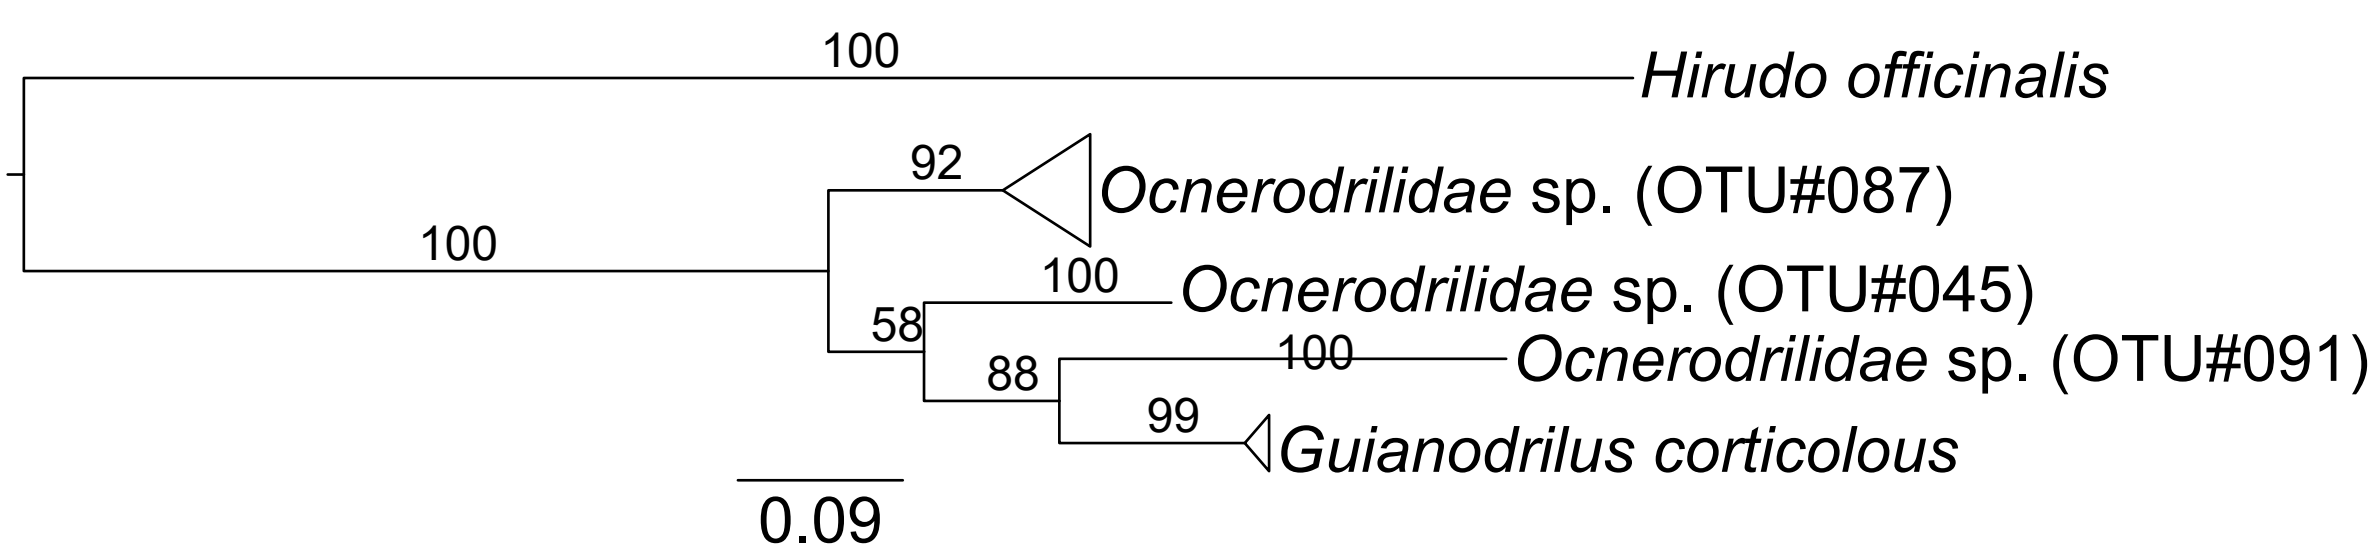 100
Hirudo officinalis
92
Ocnerodrilidae sp. (OTU#087)
100
100
Ocnerodrilidae sp. (OTU#045)
58
100
Ocnerodrilidae sp. (OTU#091)
88
99
Guianodrilus corticolous
0.09